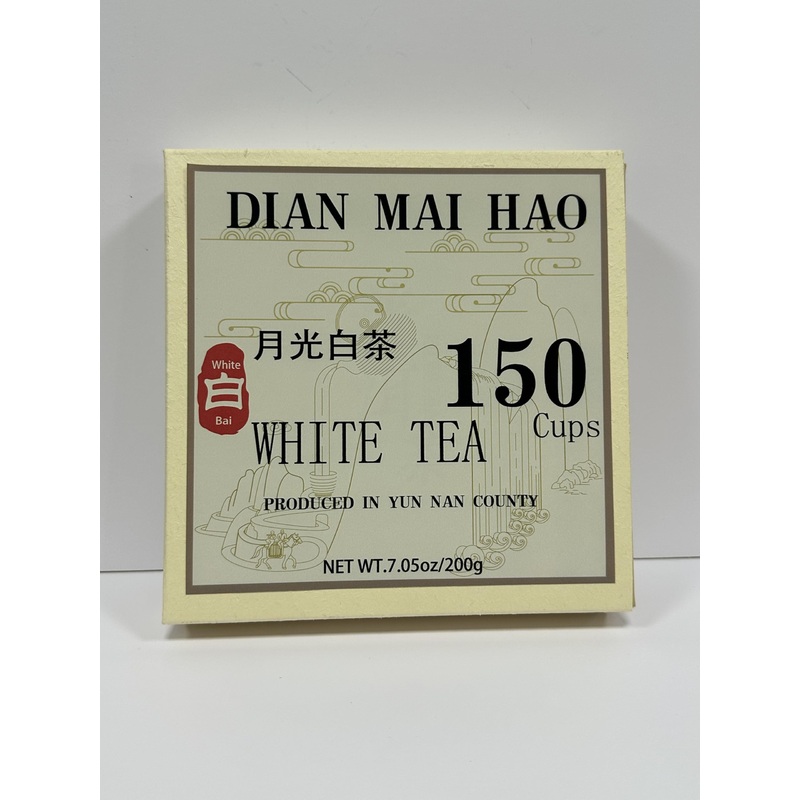 DIAN MAI HAO
月光白茶
150
Cups
White
白
Bai
WHITE TEA
PRODUCED IN YUN NAN COUNTY
NET WT.7.05oz/200g